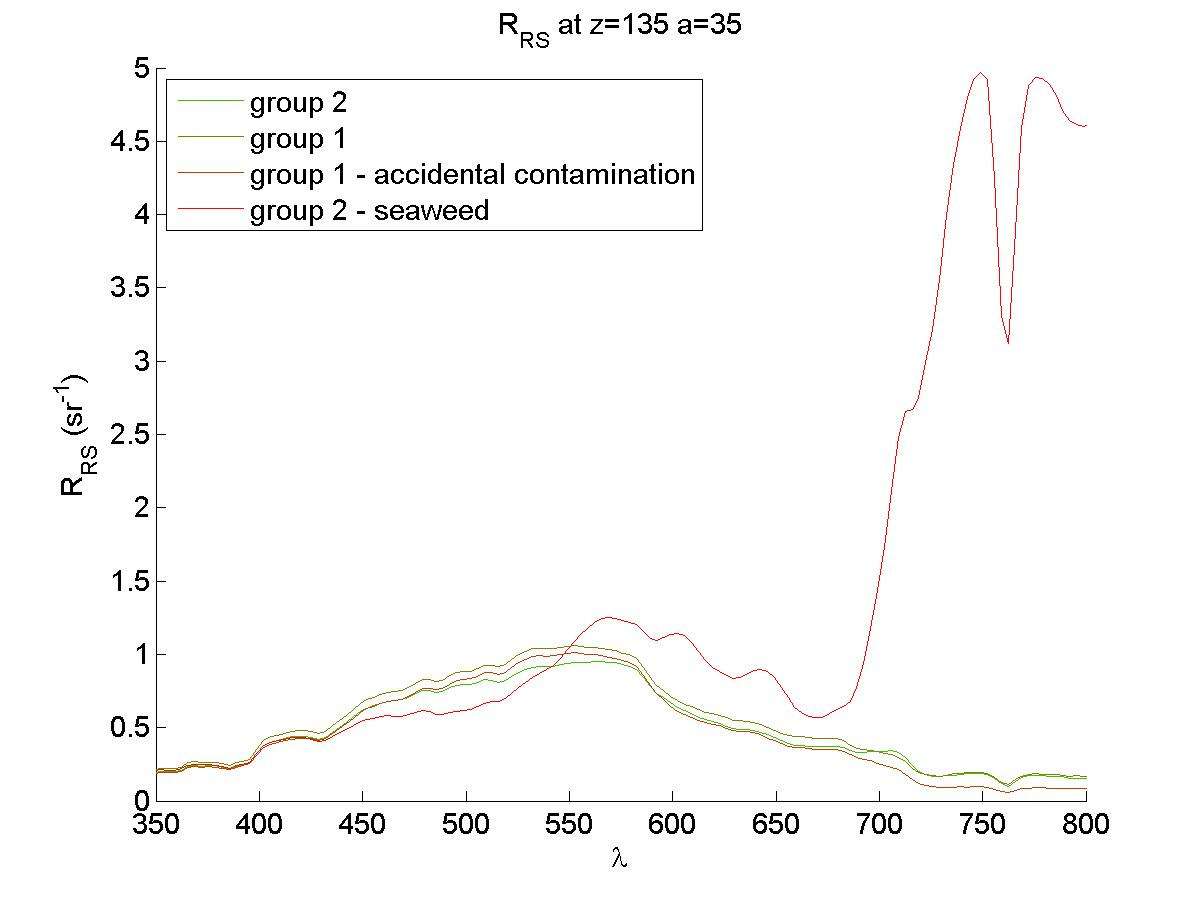 R_RS at z=135 a=35
group 2
group 1
group 1 - accidental contamination
group 2 - seaweed
R_RS (sr^-1)
5
4.5
4
3.5
3
2.5
2
1.5
1
0.5
0
350 400 450 500 550 600 650 700 750 800
λ